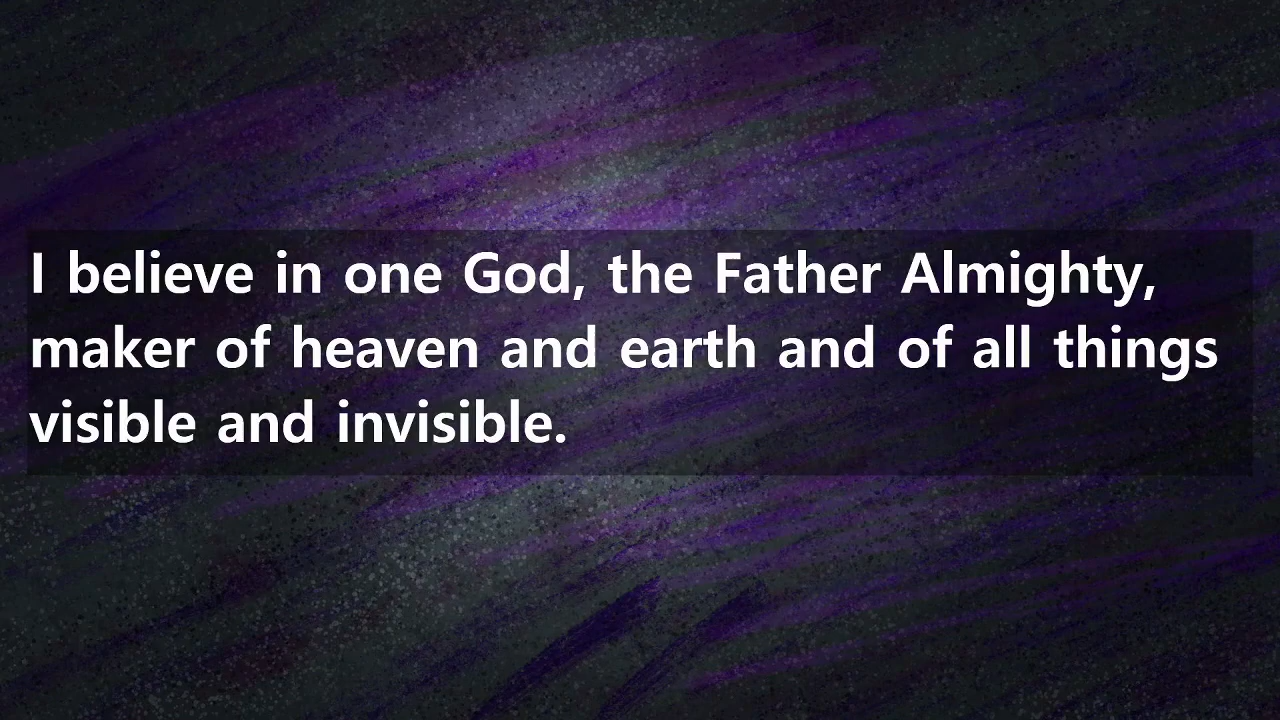 I believe in one God, the Father Almighty,
maker of heaven and earth and of all things
visible and invisible.